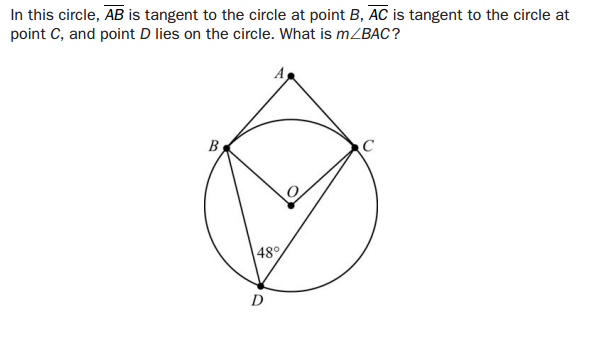 In this circle, AB is tangent to the circle at point B, AC is tangent to the circle at
point C, and point D lies on the circle. What is m∠BAC?
A
B
C
O
48°
D